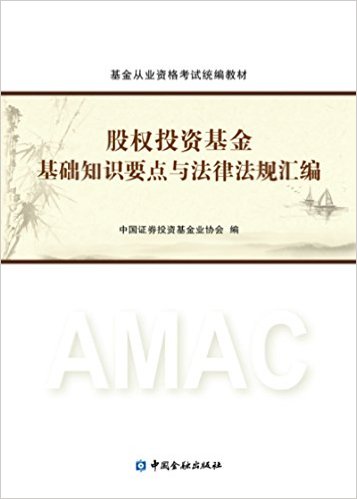 基金从业资格考试统编教材
股权投资基金
基础知识要点与法律法规汇编
中国证券投资基金业协会 编
AMAC
中国金融出版社